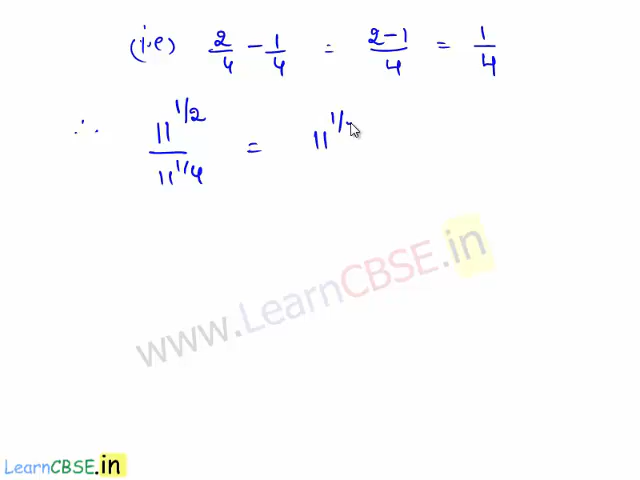 (i.e) 2/4 - 1/4 = 2-1/4 = 1/4
∴ 11^1/2 / 11^1/4 = 11^1/
www.LearnCBSE.in
LearnCBSE.in